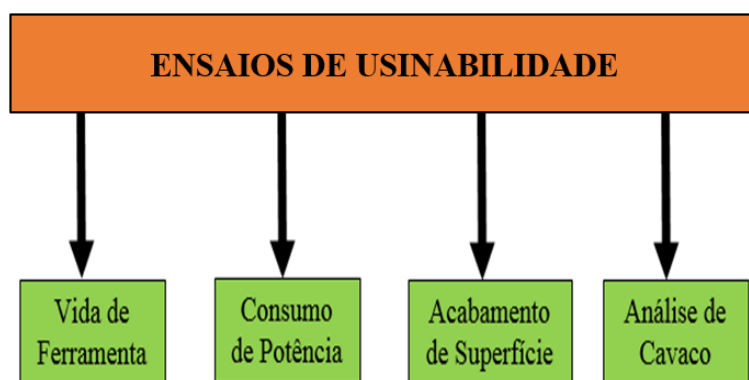 ENSAIOS DE USINABILIDADE
Vida de
Ferramenta
Consumo
de Potência
Acabamento
de Superfície
Análise de
Cavaco